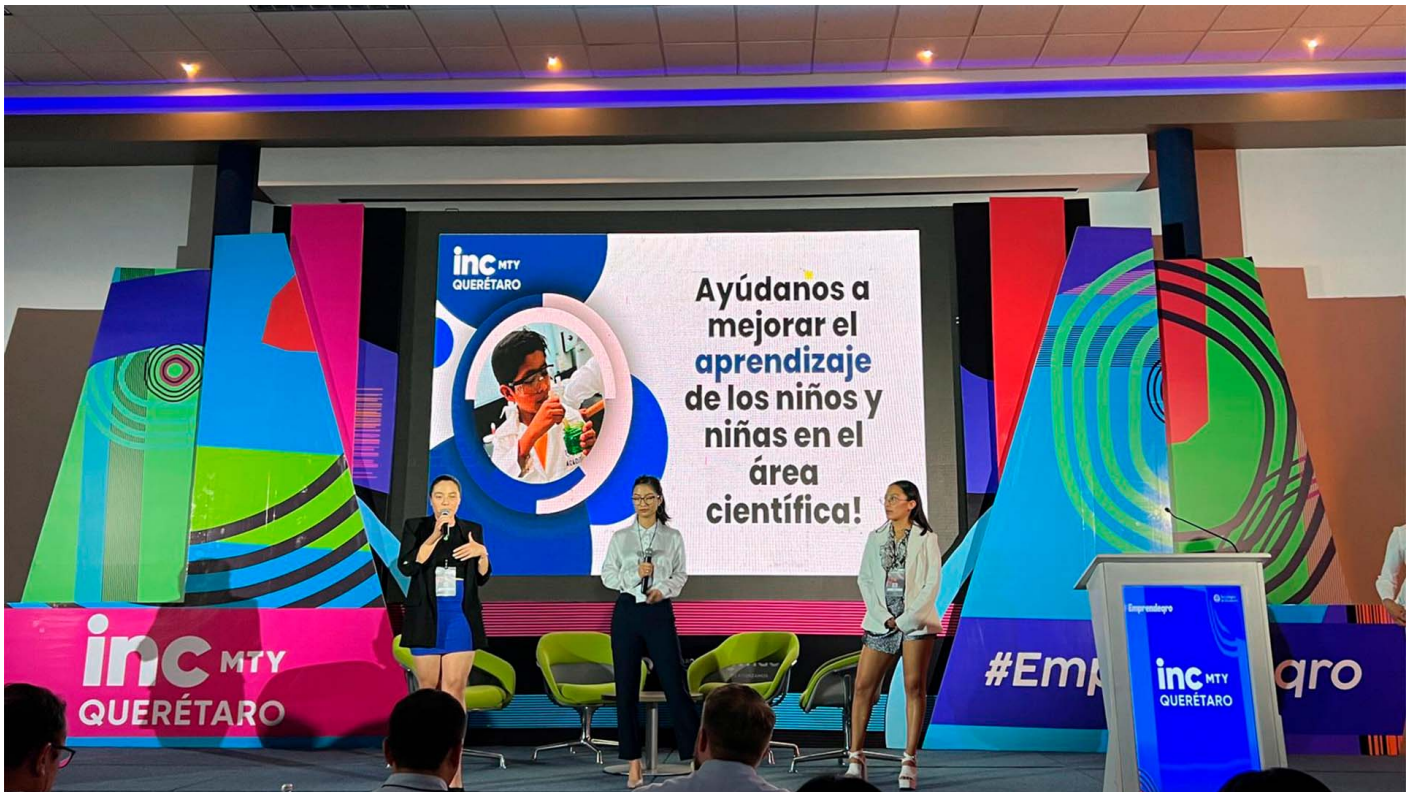 inc MTY
QUERÉTARO
Ayúdanos a
mejorar el
aprendizaje
de los niños y
niñas en el
área
científica!
inc MTY
QUERÉTARO
#Emp
qro
#Emprendeqro
inc MTY
QUERÉTARO